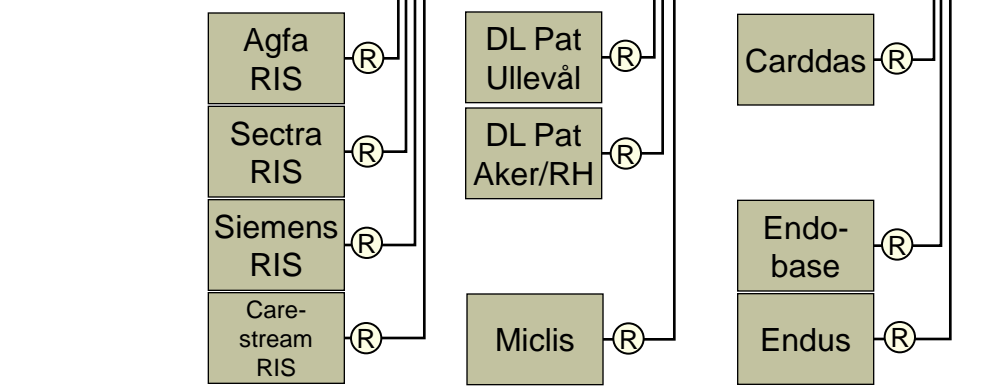 Agfa
RIS
R
Sectra
RIS
R
Siemens
RIS
R
Care-
stream
RIS
R
DL Pat
Ullevål
R
DL Pat
Aker/RH
R
Miclis
R
Carddas
R
Endo-
base
R
Endus
R